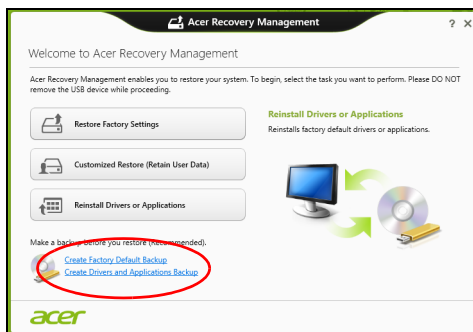 Acer Recovery Management
? ×
Welcome to Acer Recovery Management
Acer Recovery Management enables you to restore your system. To begin, select the task you want to perform. Please DO NOT
remove the USB device while proceeding.
Restore Factory Settings
Customized Restore (Retain User Data)
Reinstall Drivers or Applications
Reinstall Drivers or Applications
Reinstalls factory default drivers or applications.
Make a backup before you restore (Recommended).
Create Factory Default Backup
Create Drivers and Applications Backup
acer